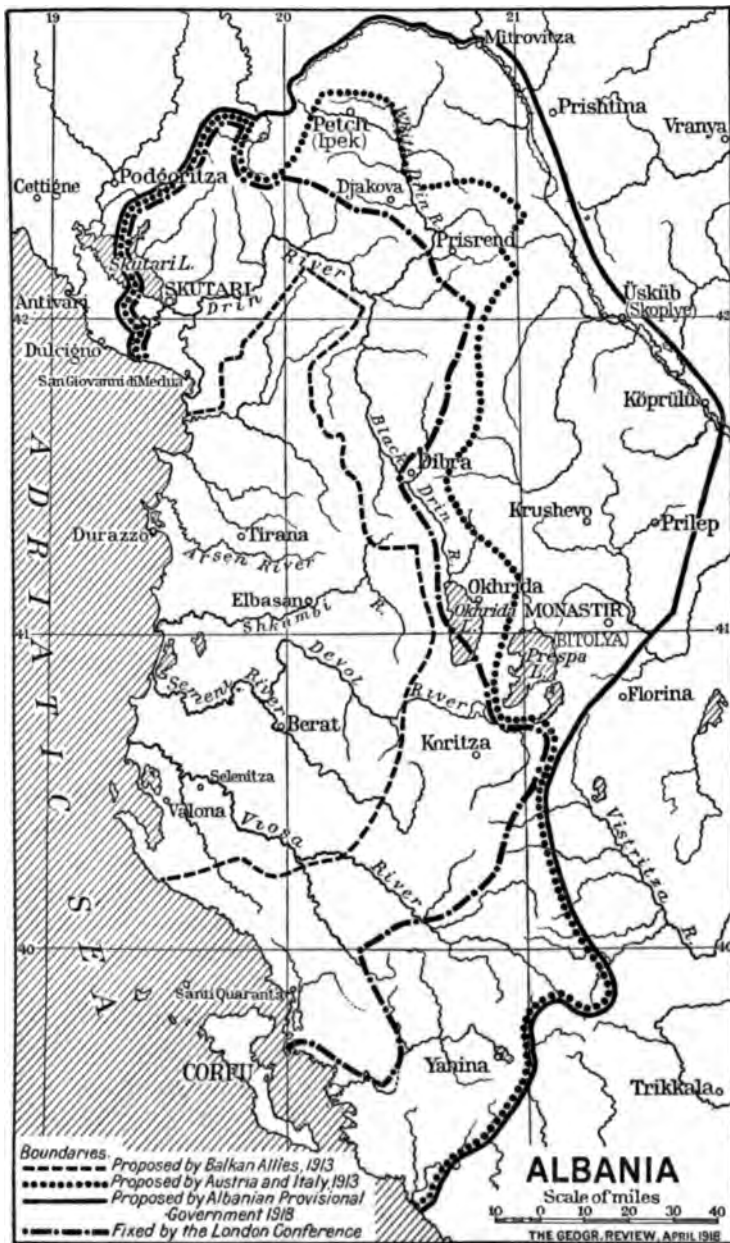 19
20
21
Mitrovitza
Prishtina
Vranya
Petch
(Ipek)
White Drin R.
Podgoritza
Cettigne
Djakova
Prisrend
Skutari L.
SKUTARI
Antivari
River
Drin
Üsküb
(Skoplye)
42
42
Dulcigno
San Giovanni di Medua
Köprülü
Black Drin R.
Dibra
Krushevo
Prilep
Durazzo
Tirana
Arsen River
Okhrida
Elbasan
Shkumbi R.
Okhrida L.
MONASTIR
(BITOLYA)
41
41
Prespa L.
Devol River
Sement River
Florina
Berat
Koritza
Selenitza
Valona
Viosa River
Vistritza R.
ADRIATIC SEA
40
40
Santi Quaranta
CORFU
Yanina
Trikkala
Boundaries.
Proposed by Balkan Allies, 1913
Proposed by Austria and Italy, 1913
Proposed by Albanian Provisional
Government 1918
Fixed by the London Conference
ALBANIA
Scale of miles
10 0 10 20 30 40
THE GEOGR. REVIEW, APRIL 1918